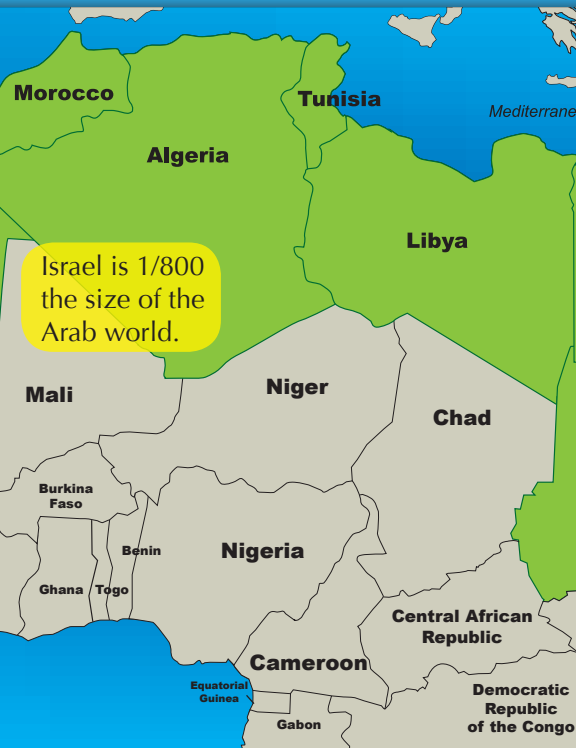 Morocco
Tunisia
Mediterrane
Algeria
Libya
Israel is 1/800
the size of the
Arab world.
Mali
Niger
Chad
Burkina
Faso
Nigeria
Benin
Ghana
Togo
Central African
Republic
Cameroon
Equatorial
Guinea
Democratic
Republic
of the Congo
Gabon